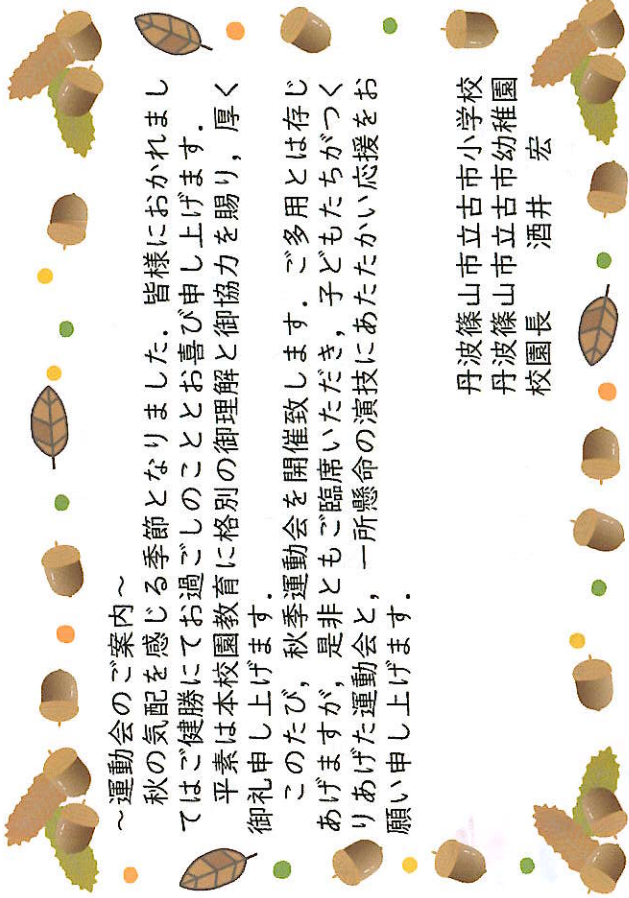 ～運動会のご案内～
秋の気配を感じる季節となりました．皆様におかれまし
てはご健勝にてお過ごしのこととお喜び申し上げます．
平素は本校園教育に格別の御理解と御協力を賜り，厚く
御礼申し上げます．
このたび，秋季運動会を開催致します．ご多用とは存じ
あげますが，是非ともご臨席いただき，子どもたちがつく
りあげた運動会と，一所懸命の演技にあたたかい応援をお
願い申し上げます．
丹波篠山市立古市小学校
丹波篠山市立古市幼稚園
校園長　酒井　宏